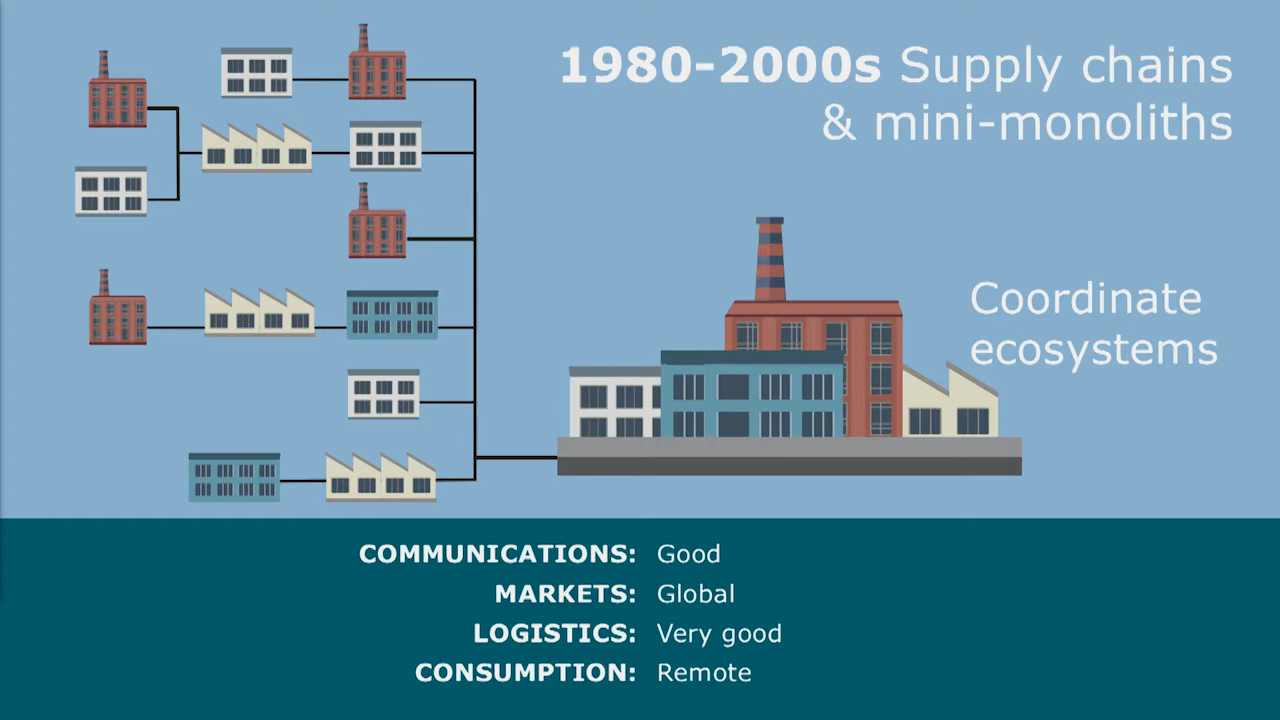 1980-2000s Supply chains
& mini-monoliths
Coordinate
ecosystems
COMMUNICATIONS: Good
MARKETS: Global
LOGISTICS: Very good
CONSUMPTION: Remote